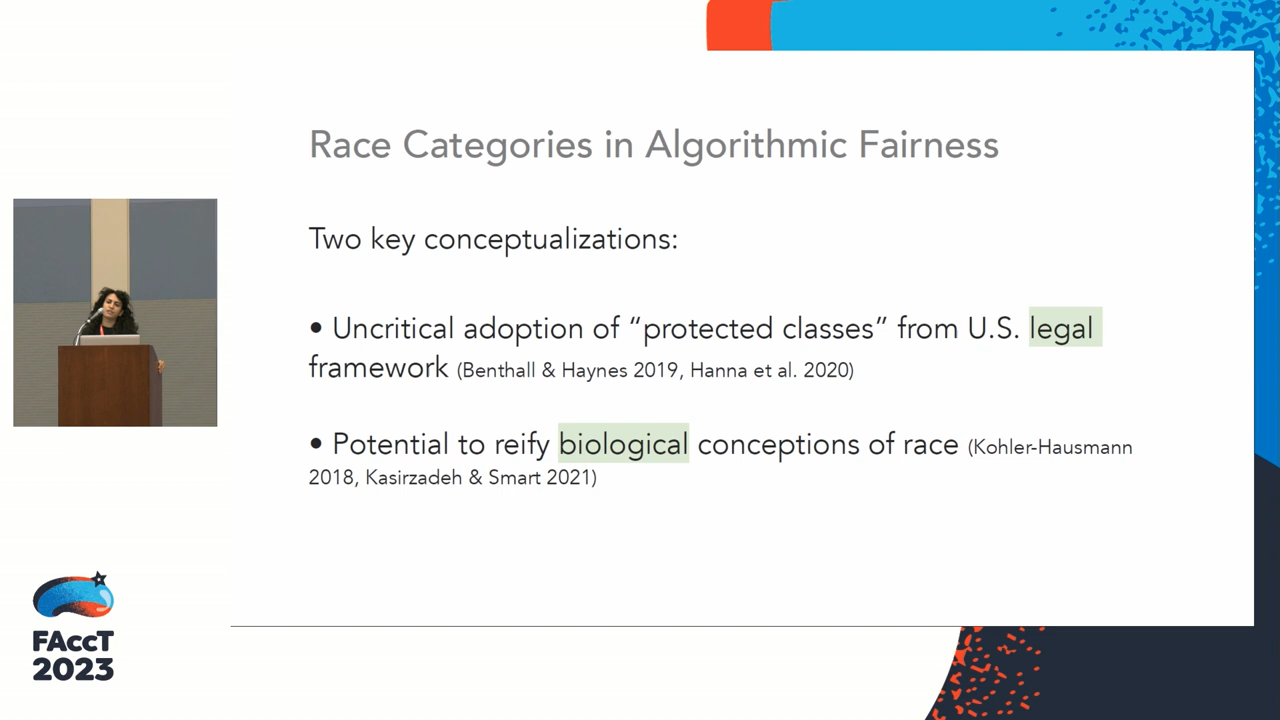 Race Categories in Algorithmic Fairness
Two key conceptualizations:
• Uncritical adoption of “protected classes” from U.S. legal
framework (Benthall & Haynes 2019, Hanna et al. 2020)
• Potential to reify biological conceptions of race (Kohler-Hausmann
2018, Kasirzadeh & Smart 2021)
FAccT
2023